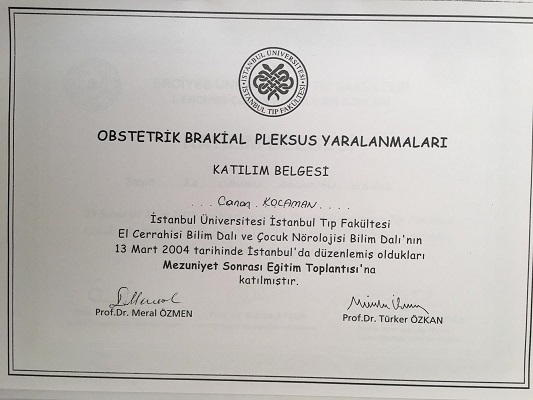 İSTANBUL ÜNİVERSİTESİ
İSTANBUL TIP FAKÜLTESİ
OBSTETRİK BRAKİAL PLEKSUS YARALANMALARI
KATILIM BELGESİ
...Canan KOCAMAN....
İstanbul Üniversitesi İstanbul Tıp Fakültesi
El Cerrahisi Bilim Dalı ve Çocuk Nörolojisi Bilim Dalı'nın
13 Mart 2004 tarihinde İstanbul'da düzenlemiş oldukları
Mezuniyet Sonrası Eğitim Toplantısı'na
katılmıştır.
Prof.Dr. Meral ÖZMEN
Prof.Dr. Türker ÖZKAN